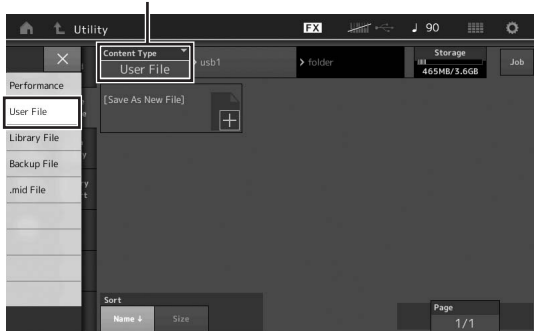 Utility
FX
90
Content Type
User File
usb1
folder
Storage
465MB/3.6GB
Job
Performance
User File
Library File
Backup File
.mid File
[Save As New File]
Sort
Name ↓
Size
Page
1/1